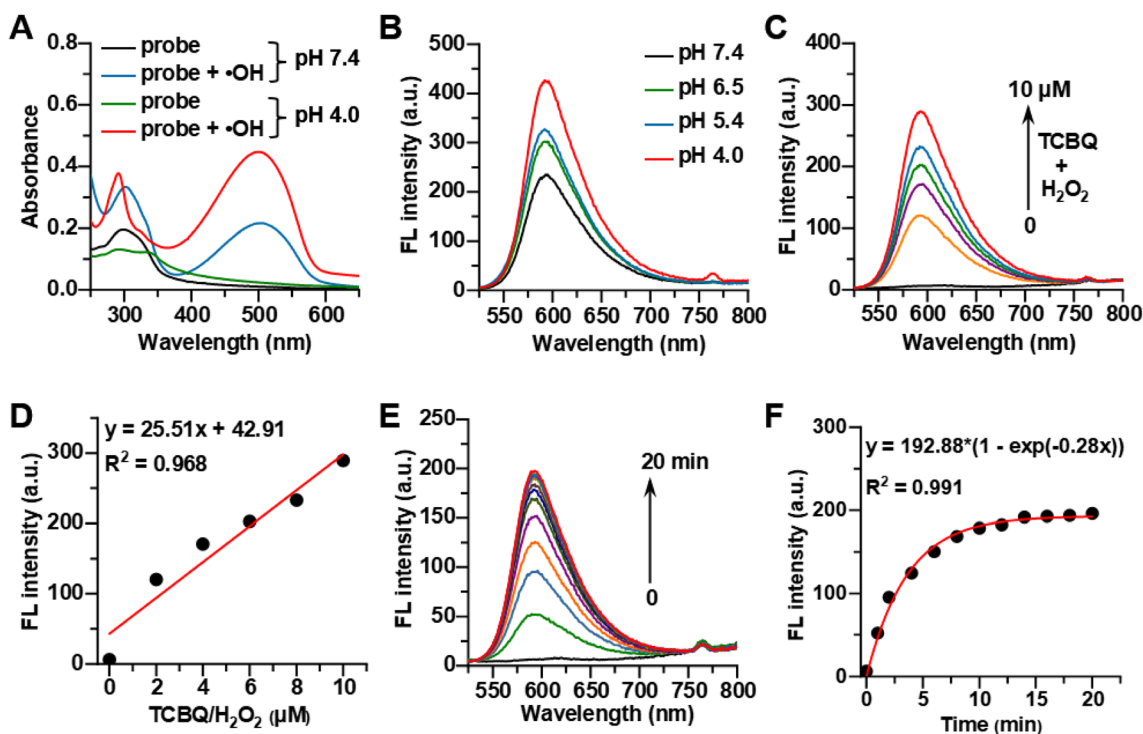 A
0.8
0.6
0.4
0.2
0.0
Absorbance
probe
probe + •OH
pH 7.4
probe
probe + •OH
pH 4.0
300
400
500
600
Wavelength (nm)
B
500
400
300
200
100
0
FL intensity (a.u.)
pH 7.4
pH 6.5
pH 5.4
pH 4.0
550
600
650
700
750
800
Wavelength (nm)
C
400
300
200
100
0
FL intensity (a.u.)
10 μM
TCBQ
+
H₂O₂
0
550
600
650
700
750
800
Wavelength (nm)
D
300
200
100
0
FL intensity (a.u.)
y = 25.51x + 42.91
R² = 0.968
0
2
4
6
8
10
TCBQ/H₂O₂ (μM)
E
250
200
150
100
50
0
FL intensity (a.u.)
20 min
0
550
600
650
700
750
800
Wavelength (nm)
F
300
200
100
0
FL intensity (a.u.)
y = 192.88*(1 - exp(-0.28x))
R² = 0.991
0
5
10
15
20
Time (min)